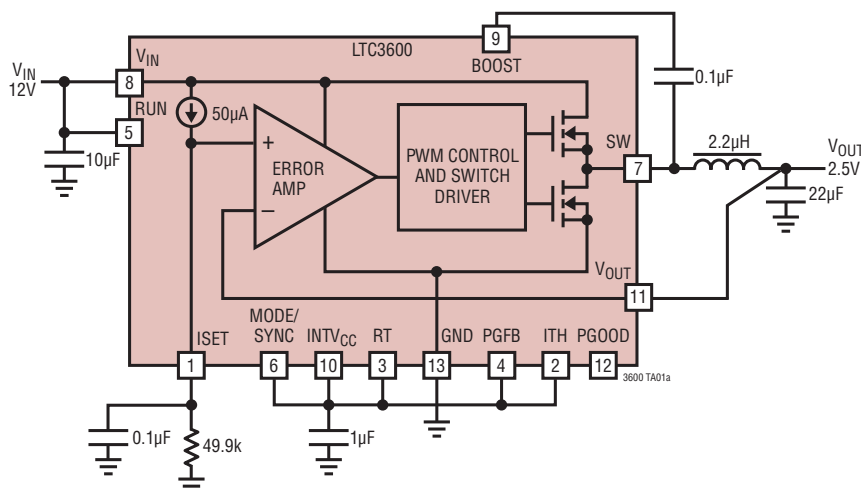 LTC3600
9
BOOST
V_IN
12V
V_IN
8
RUN
5
50µA
10µF
+
−
ERROR
AMP
PWM CONTROL
AND SWITCH
DRIVER
SW
7
0.1µF
2.2µH
V_OUT
2.5V
22µF
V_OUT
11
ISET
MODE/
SYNC
INTV_CC
RT
GND
PGFB
ITH
PGOOD
1
6
10
3
13
4
2
12
3600 TA01a
0.1µF
49.9k
1µF